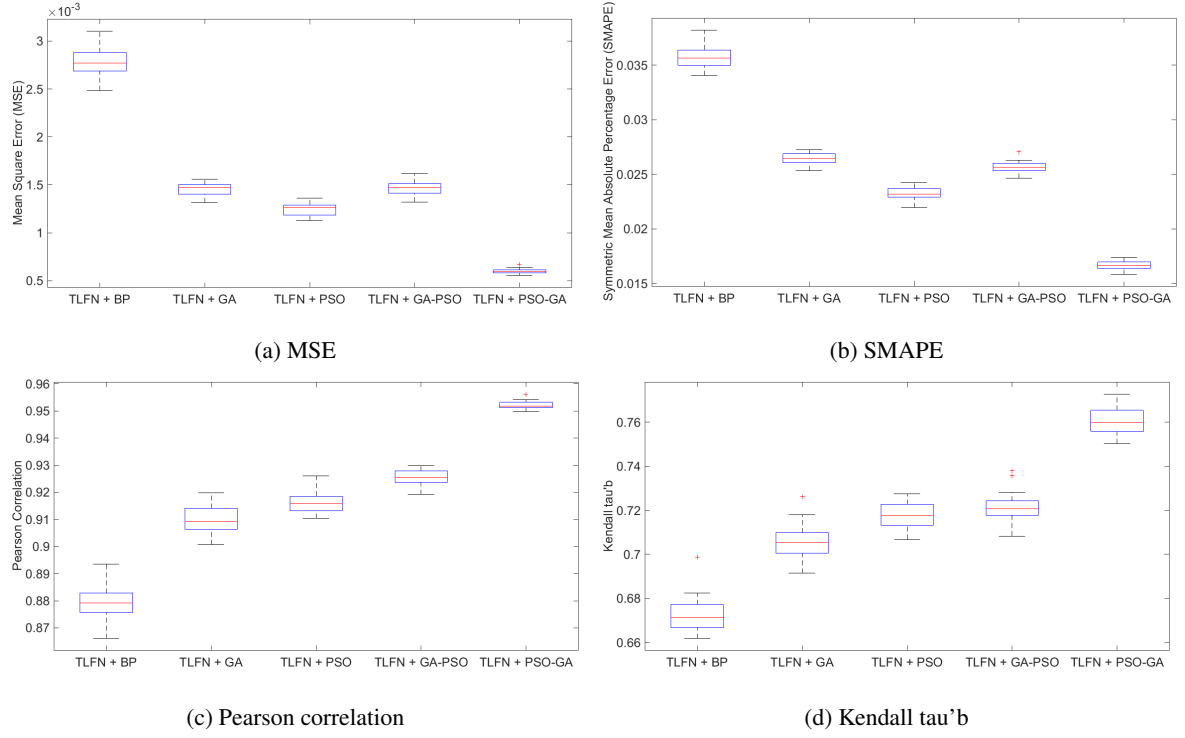 ×10⁻³
3
2.5
2
1.5
1
0.5
Mean Square Error (MSE)
TLFN + BP TLFN + GA TLFN + PSO TLFN + GA-PSO TLFN + PSO-GA
(a) MSE
0.035
0.03
0.025
0.02
0.015
Symmetric Mean Absolute Percentage Error (SMAPE)
TLFN + BP TLFN + GA TLFN + PSO TLFN + GA-PSO TLFN + PSO-GA
(b) SMAPE
0.96
0.95
0.94
0.93
0.92
0.91
0.9
0.89
0.88
0.87
Pearson Correlation
TLFN + BP TLFN + GA TLFN + PSO TLFN + GA-PSO TLFN + PSO-GA
(c) Pearson correlation
0.76
0.74
0.72
0.7
0.68
0.66
Kendall tau'b
TLFN + BP TLFN + GA TLFN + PSO TLFN + GA-PSO TLFN + PSO-GA
(d) Kendall tau’b